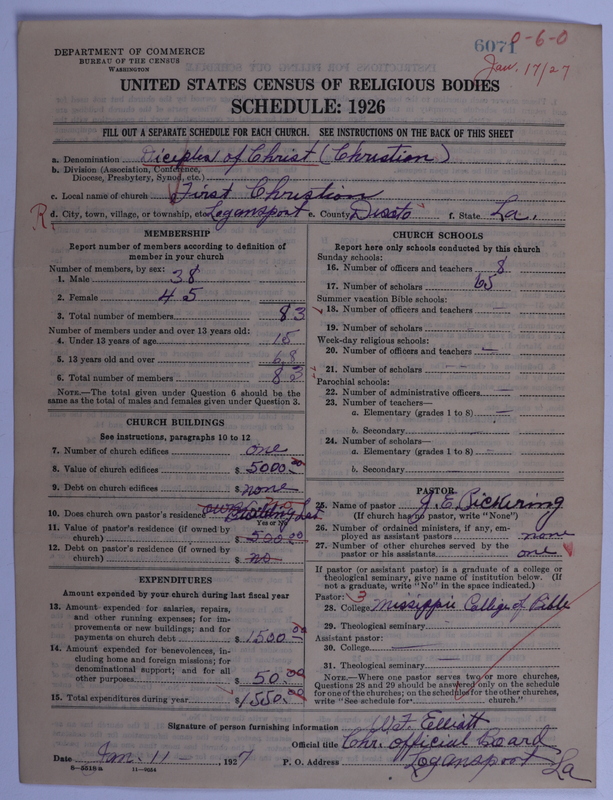 6071
0-6-0
Jan. 17/27
DEPARTMENT OF COMMERCE
BUREAU OF THE CENSUS
WASHINGTON
UNITED STATES CENSUS OF RELIGIOUS BODIES
SCHEDULE: 1926
FILL OUT A SEPARATE SCHEDULE FOR EACH CHURCH. SEE INSTRUCTIONS ON THE BACK OF THIS SHEET
a. Denomination Diciples of Christ (Christian)
b. Division (Association, Conference, Diocese, Presbytery, Synod, etc.)
c. Local name of church First Christian
R d. City, town, village, or township, etc Logansport e. County Desoto f. State La.
MEMBERSHIP
Report number of members according to definition of
member in your church
Number of members, by sex:
1. Male 38
2. Female 45
3. Total number of members 83
Number of members under and over 13 years old:
4. Under 13 years of age 15
5. 13 years old and over 68
6. Total number of members 83
NOTE.—The total given under Question 6 should be
same as the total of males and females given under Question 3.
CHURCH BUILDINGS
See instructions, paragraphs 10 to 12
7. Number of church edifices one
8. Value of church edifices $ 5000.00
9. Debt on church edifices $ none
10. Does church own pastor's residence Building Lot
Yes or No
11. Value of pastor's residence (if owned by
church) $ 500.00
12. Debt on pastor's residence (if owned by
church) $ no
EXPENDITURES
Amount expended by your church during last fiscal year
13. Amount expended for salaries, repairs,
and other running expenses; for im-
provements or new buildings; and for
payments on church debt $ 1500.00
14. Amount expended for benevolences, in-
cluding home and foreign missions; for
denominational support; and for all
other purposes $ 50.00
15. Total expenditures during year $ 1550.00
CHURCH SCHOOLS
Report here only schools conducted by this church
Sunday schools:
16. Number of officers and teachers 8
17. Number of scholars 65
Summer vacation Bible schools:
18. Number of officers and teachers
19. Number of scholars
Week-day religious schools:
20. Number of officers and teachers
21. Number of scholars
Parochial schools:
22. Number of administrative officers
23. Number of teachers—
a. Elementary (grades 1 to 8)
b. Secondary
24. Number of scholars—
a. Elementary (grades 1 to 8)
b. Secondary
PASTOR
25. Name of pastor J. E. Pickering
(If church has no pastor, write "None")
26. Number of ordained ministers, if any, em-
ployed as assistant pastors none
27. Number of other churches served by the
pastor or his assistants one
If pastor (or assistant pastor) is a graduate of a college or
theological seminary, give name of institution below. (If
not a graduate, write "No" in the space indicated.)
Pastor: 3
28. College Missippie College of Bible
29. Theological seminary
Assistant pastor:
30. College
31. Theological seminary
NOTE.—Where one pastor serves two or more churches,
Questions 28 and 29 should be answered only on the schedule
for one of the churches; on the schedules for the other churches,
write "See schedule for church."
Signature of person furnishing information W. F. Elliott
Official title Chr. official Board
Date Jan. 11 — , 1927 P. O. Address Logansport La
8—5518a 11—9054